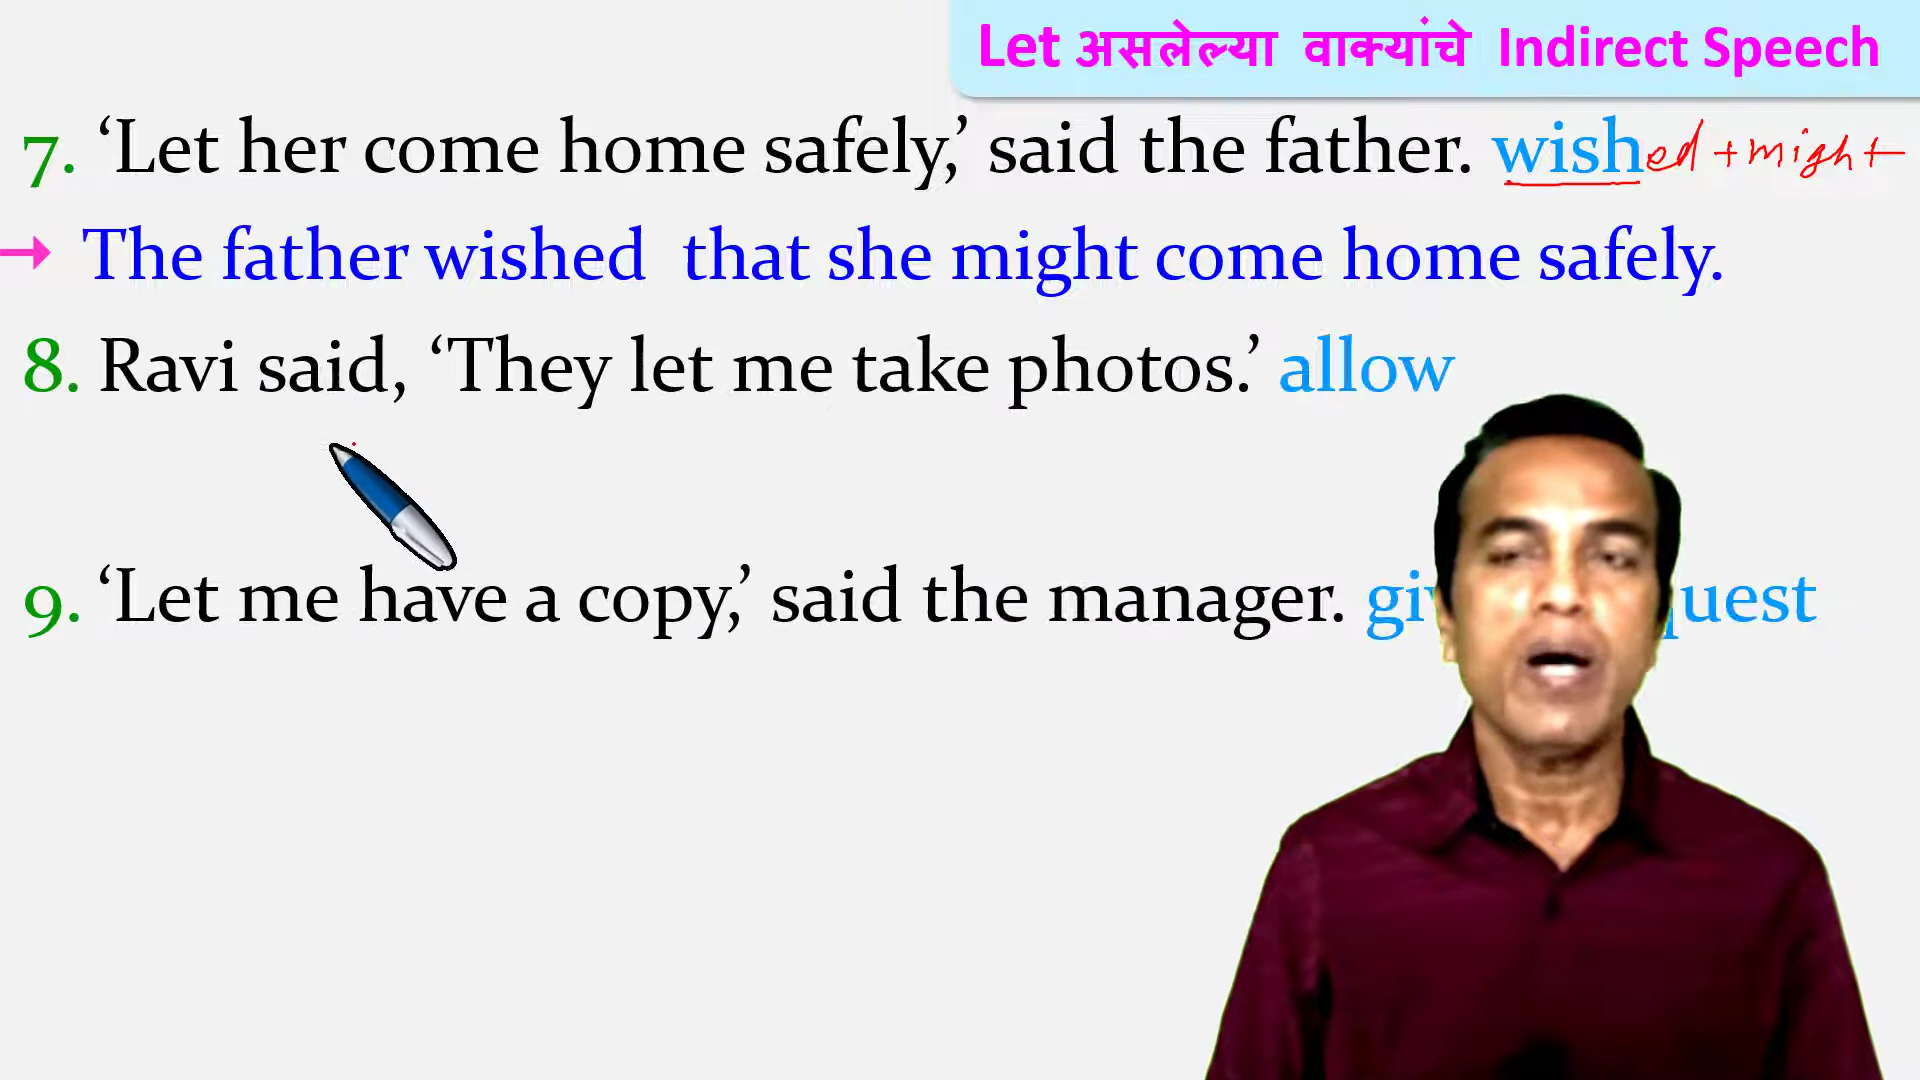 Let असलेल्या वाक्यांचे Indirect Speech
7. ‘Let her come home safely,’ said the father. wished + might
→ The father wished that she might come home safely.
8. Ravi said, ‘They let me take photos.’ allow
9. ‘Let me have a copy,’ said the manager.